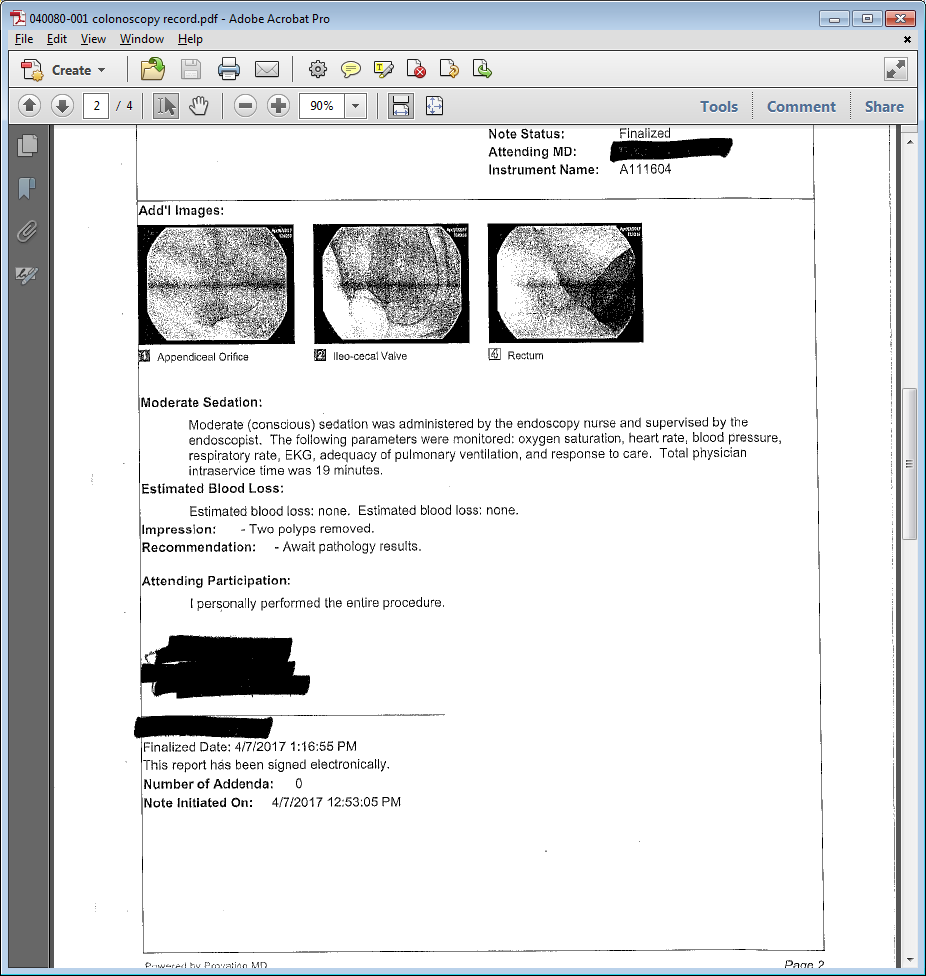 040080-001 colonoscopy record.pdf - Adobe Acrobat Pro
File Edit View Window Help
Create
2 / 4 90% Tools Comment Share
Note Status: Finalized
Attending MD:
Instrument Name: A111604
Add'l Images:
1 Appendiceal Orifice 2 Ileo-cecal Valve 4 Rectum
Moderate Sedation:
Moderate (conscious) sedation was administered by the endoscopy nurse and supervised by the
endoscopist. The following parameters were monitored: oxygen saturation, heart rate, blood pressure,
respiratory rate, EKG, adequacy of pulmonary ventilation, and response to care. Total physician
intraservice time was 19 minutes.
Estimated Blood Loss:
Estimated blood loss: none. Estimated blood loss: none.
Impression: - Two polyps removed.
Recommendation: - Await pathology results.
Attending Participation:
I personally performed the entire procedure.
Finalized Date: 4/7/2017 1:16:55 PM
This report has been signed electronically.
Number of Addenda: 0
Note Initiated On: 4/7/2017 12:53:05 PM
Powered by Provation MD Page 2